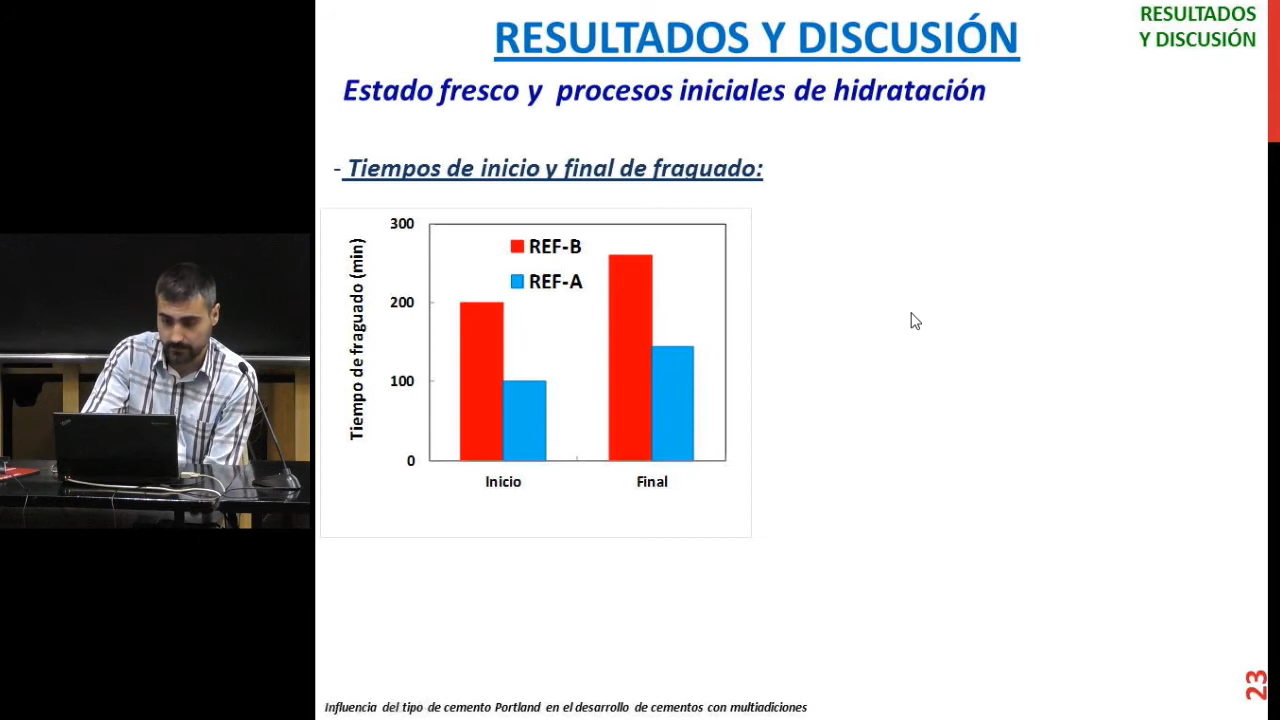 RESULTADOS Y DISCUSIÓN
RESULTADOS
Y DISCUSIÓN
Estado fresco y procesos iniciales de hidratación
- Tiempos de inicio y final de fraguado:
Tiempo de fraguado (min)
300
200
100
0
REF-B
REF-A
Inicio
Final
Influencia del tipo de cemento Portland en el desarrollo de cementos con multiadiciones
23